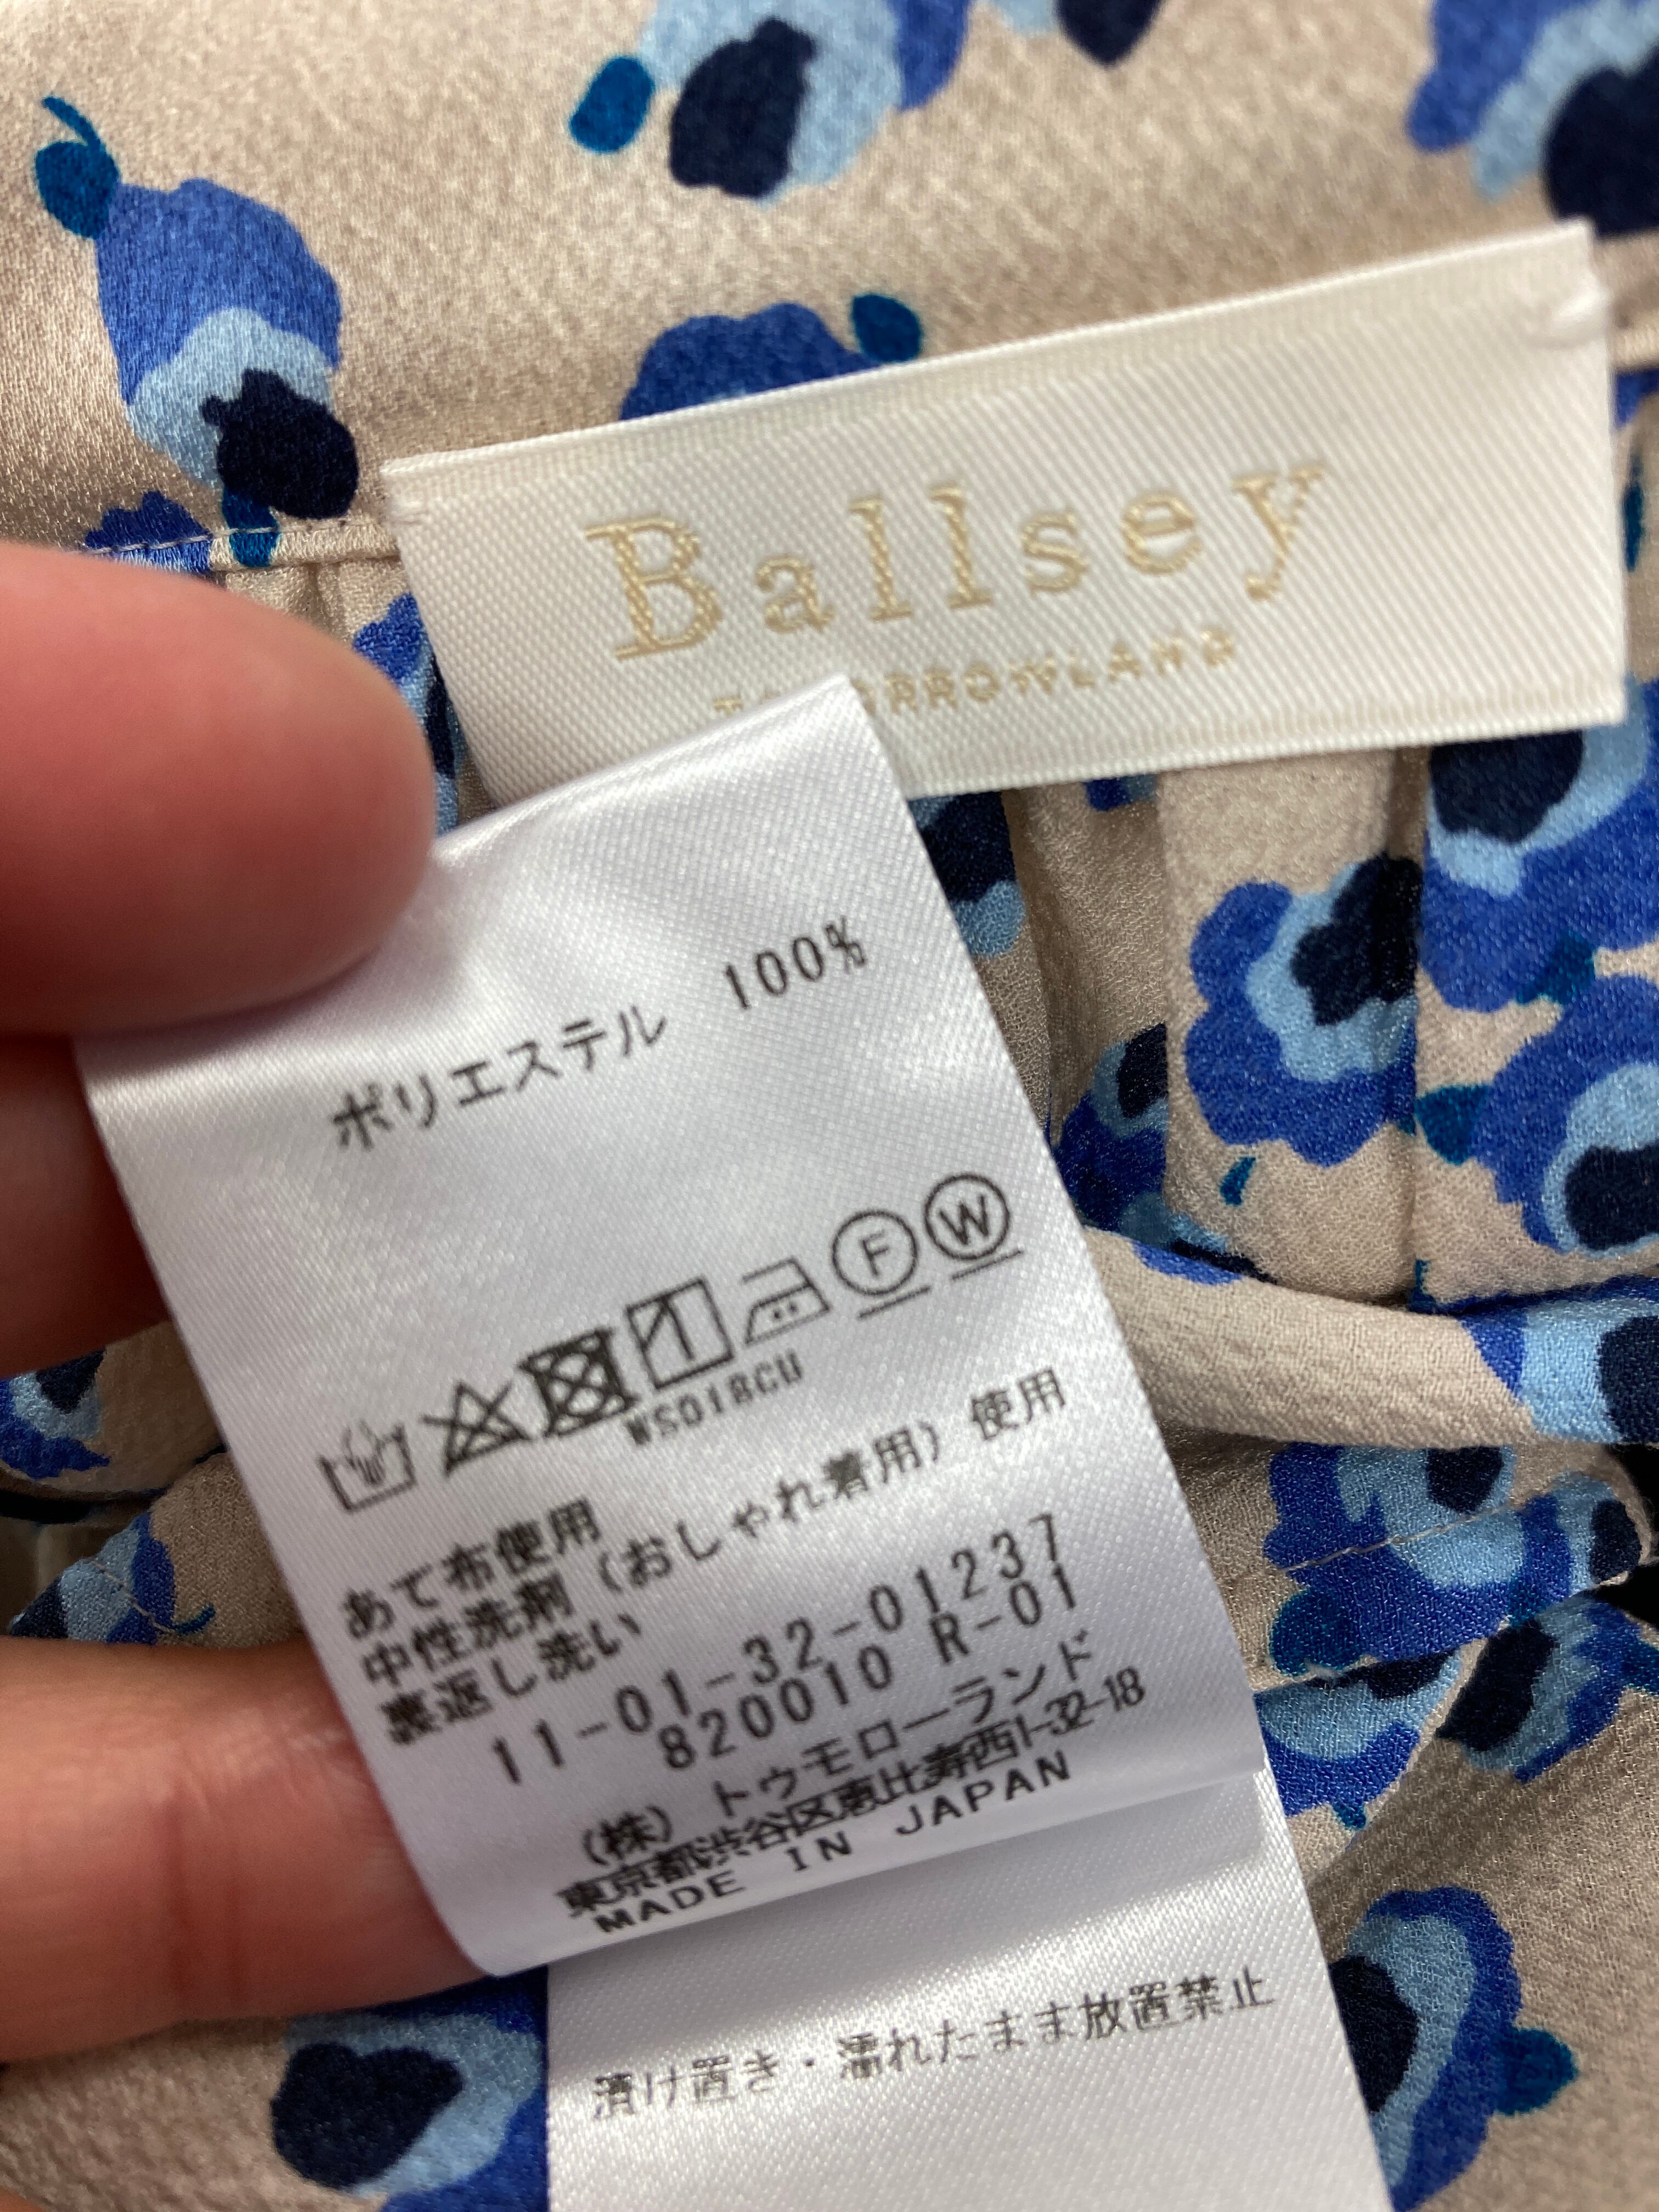 Ballsey
TOMORROWLAND
ポリエステル 100%
F W
WS018CU
あて布使用
中性洗剤(おしゃれ着用)使用
裏返し洗い
11-01-32-01237
820010 R-01
(株)トゥモローランド
東京都渋谷区恵比寿西1-32-18
MADE IN JAPAN
漬け置き・濡れたまま放置禁止